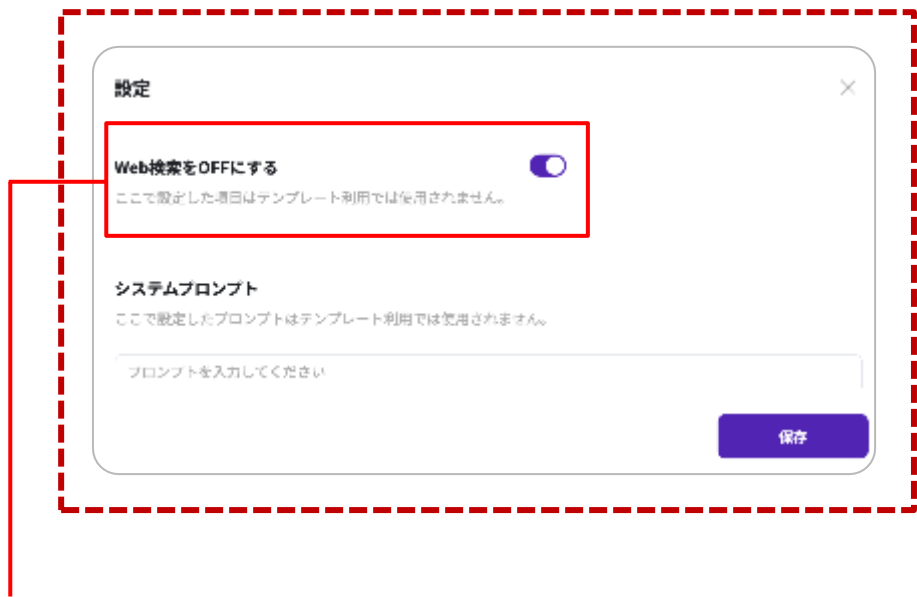 設定
Web検索をOFFにする
ここで設定した項目はテンプレート利用では使用されません。
システムプロンプト
ここで設定したプロンプトはテンプレート利用では使用されません。
プロンプトを入力してください
保存